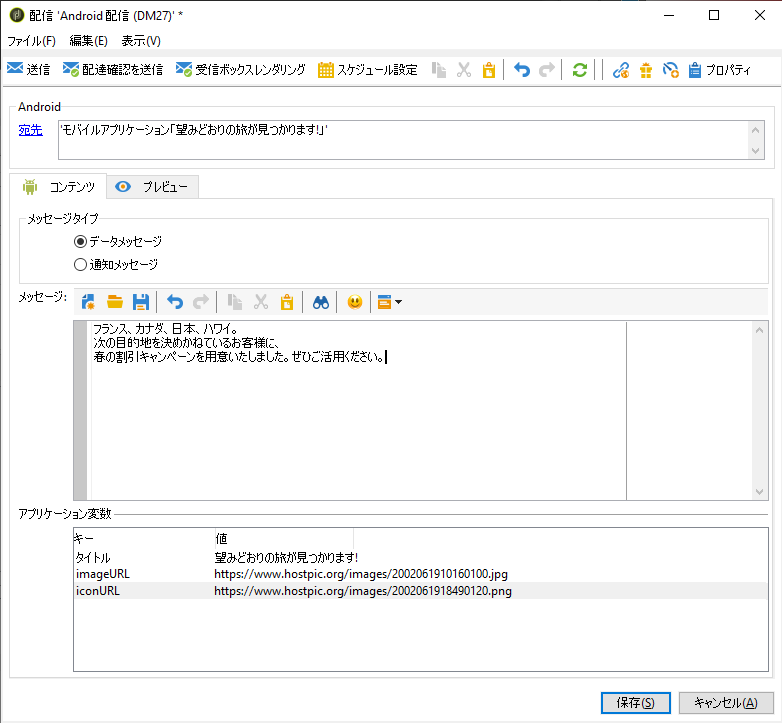 配信 'Android 配信 (DM27)' *
ファイル(F) 編集(E) 表示(V)
送信 配達確認を送信 受信ボックスレンダリング スケジュール設定 プロパティ
Android
宛先 'モバイルアプリケーション「望みどおりの旅が見つかります!」'
コンテンツ プレビュー
メッセージタイプ
データメッセージ
通知メッセージ
メッセージ:
フランス、カナダ、日本、ハワイ。
次の目的地を決めかねているお客様に、
春の割引キャンペーンを用意いたしました。ぜひご活用ください。
アプリケーション変数
キー 値
タイトル 望みどおりの旅が見つかります!
imageURL https://www.hostpic.org/images/2002061910160100.jpg
iconURL https://www.hostpic.org/images/2002061918490120.png
保存(S) キャンセル(A)